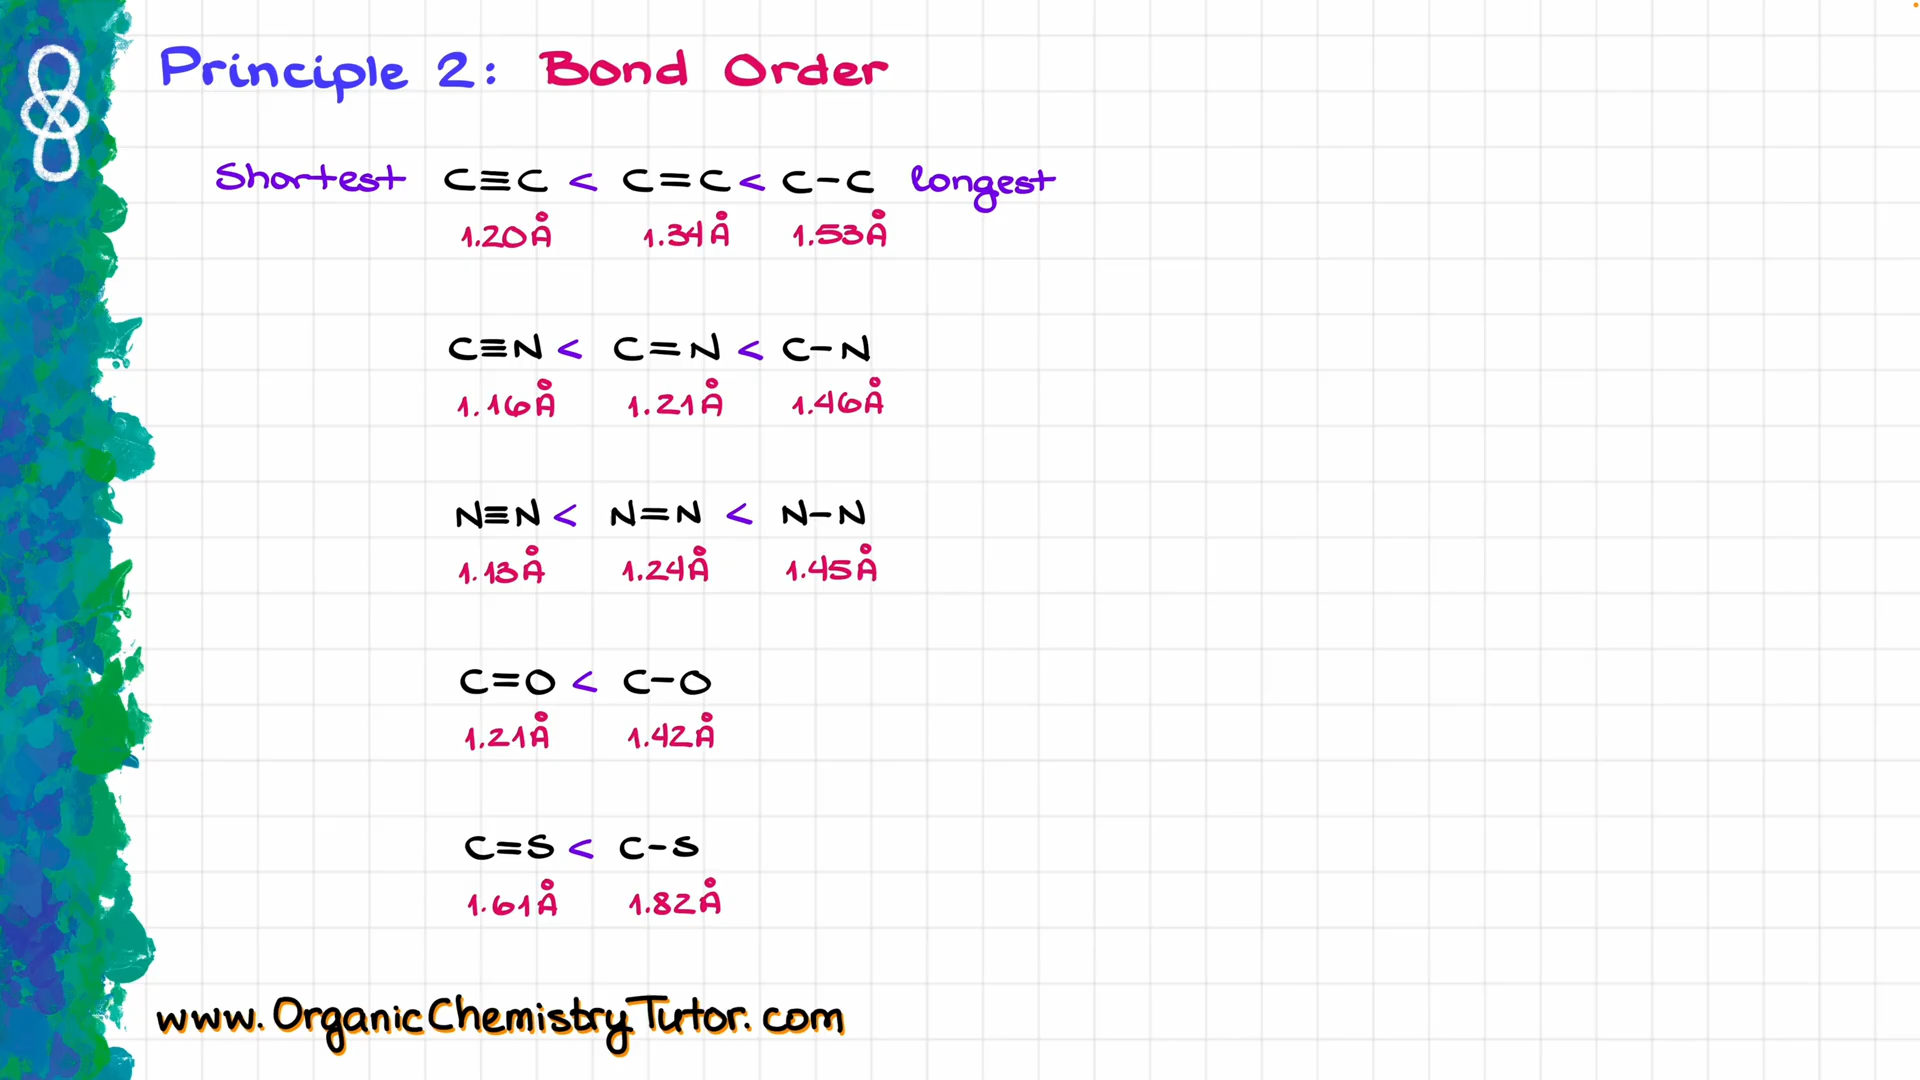 Principle 2: Bond Order
Shortest C≡C < C=C < C-C longest
1.20Å 1.34Å 1.53Å
C≡N < C=N < C-N
1.16Å 1.21Å 1.46Å
N≡N < N=N < N-N
1.13Å 1.24Å 1.45Å
C=O < C-O
1.21Å 1.42Å
C=S < C-S
1.61Å 1.82Å
www.OrganicChemistryTutor.com